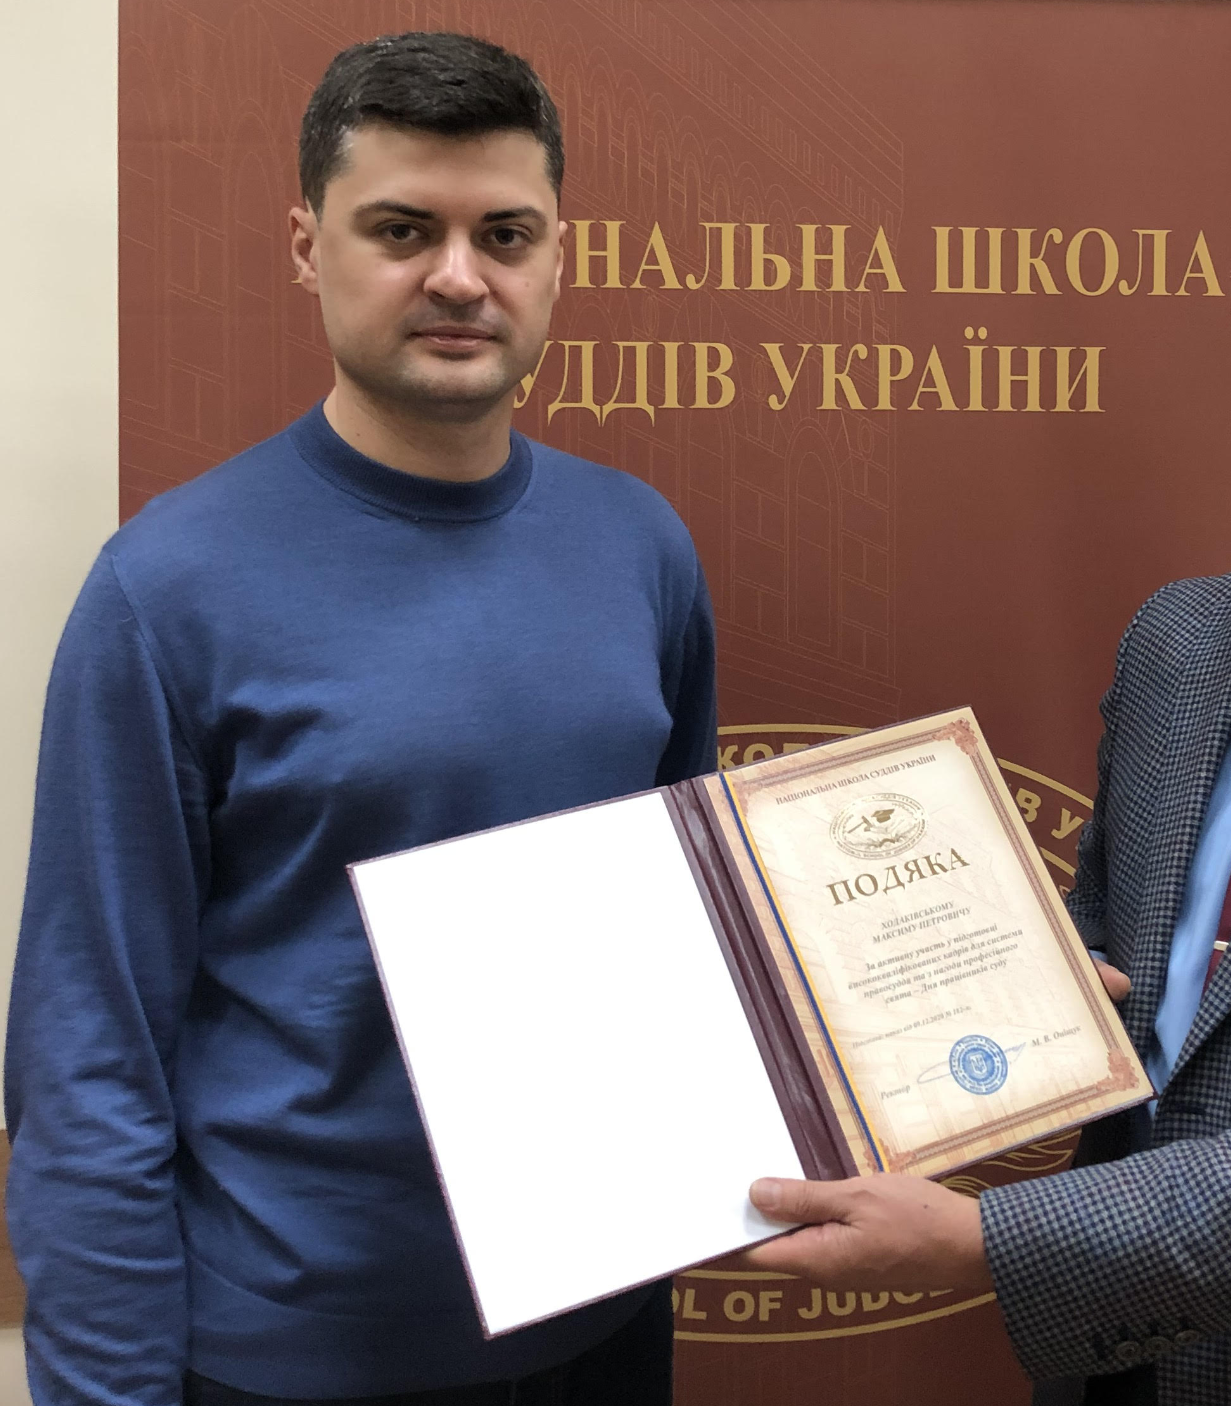 НАЛЬНА ШКОЛА
УДДІВ УКРАЇНИ
НАЦІОНАЛЬНА ШКОЛА СУДДІВ УКРАЇНИ
ПОДЯКА
ХОДАКІВСЬКОМУ
МАКСИМУ ПЕТРОВИЧУ
За активну участь у підготовці
висококваліфікованих кадрів для системи
правосуддя та з нагоди професійного
свята – Дня працівників суду
Ректор
М. В. Оніщук
ІВ У
OL OF JUDG